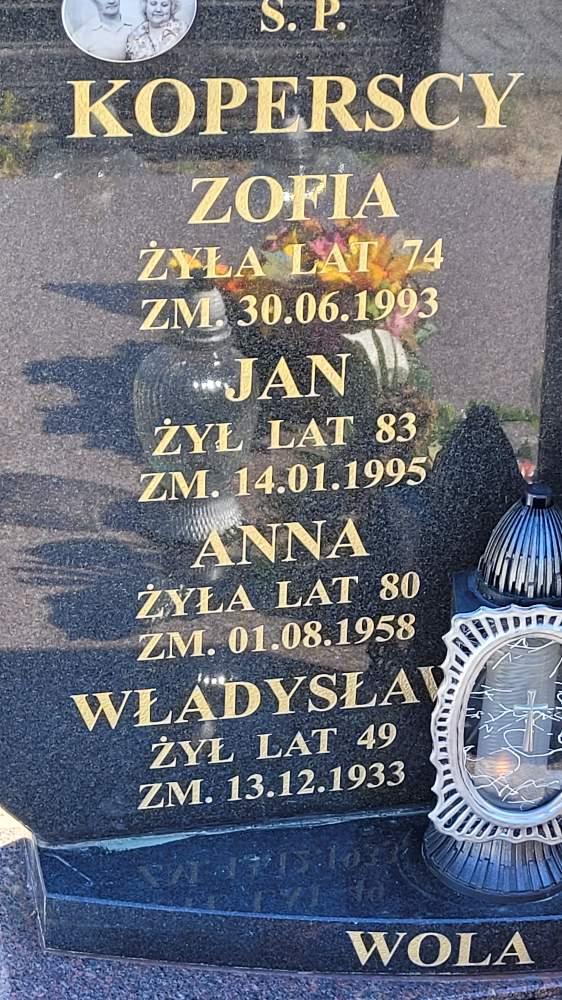 Ś. P.
KOPERSCY
ZOFIA
ŻYŁA LAT 74
ZM. 30.06.1993
JAN
ŻYŁ LAT 83
ZM. 14.01.1995
ANNA
ŻYŁA LAT 80
ZM. 01.08.1958
WŁADYSŁAW
ŻYŁ LAT 49
ZM. 13.12.1933
WOLA